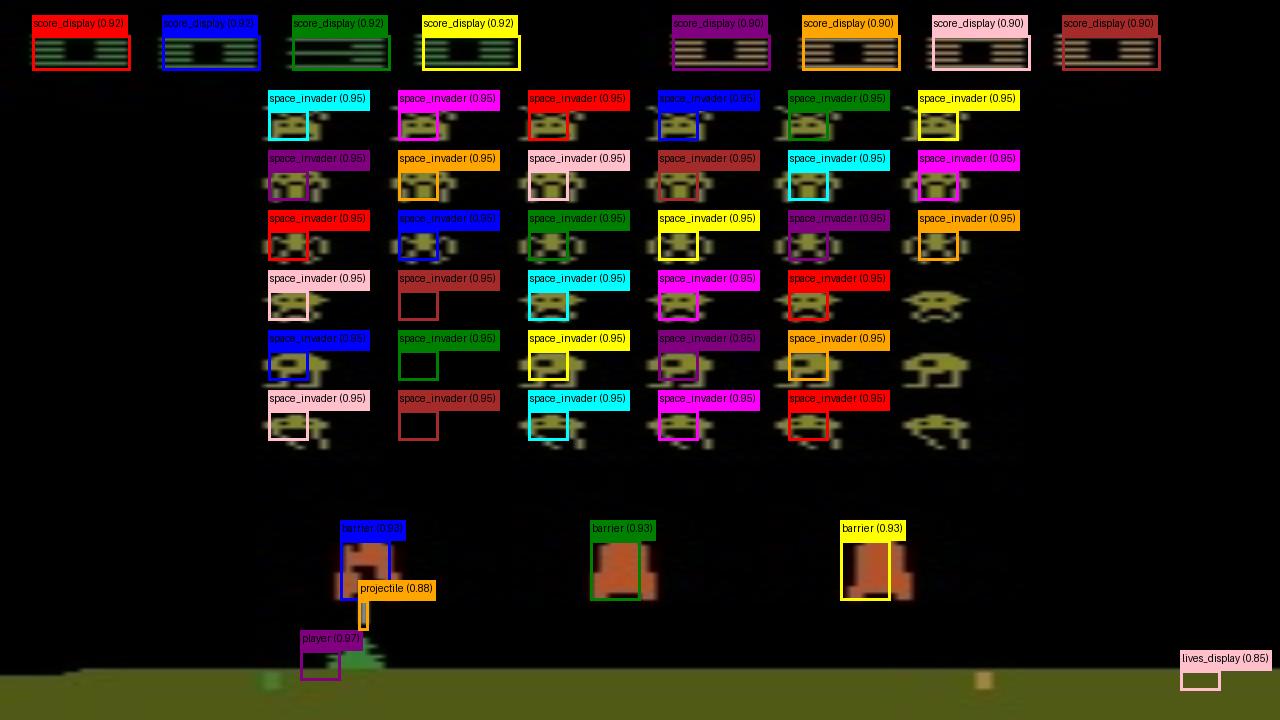 score_display (0.92) score_display (0.92) score_display (0.92) score_display (0.92) score_display (0.90) score_display (0.90) score_display (0.90) score_display (0.90)
space_invader (0.95) space_invader (0.95) space_invader (0.95) space_invader (0.95) space_invader (0.95) space_invader (0.95)
space_invader (0.95) space_invader (0.95) space_invader (0.95) space_invader (0.95) space_invader (0.95) space_invader (0.95)
space_invader (0.95) space_invader (0.95) space_invader (0.95) space_invader (0.95) space_invader (0.95) space_invader (0.95)
space_invader (0.95) space_invader (0.95) space_invader (0.95) space_invader (0.95) space_invader (0.95)
space_invader (0.95) space_invader (0.95) space_invader (0.95) space_invader (0.95) space_invader (0.95)
space_invader (0.95) space_invader (0.95) space_invader (0.95) space_invader (0.95) space_invader (0.95)
barrier (0.93) barrier (0.93) barrier (0.93)
projectile (0.88)
player (0.97)
lives_display (0.85)